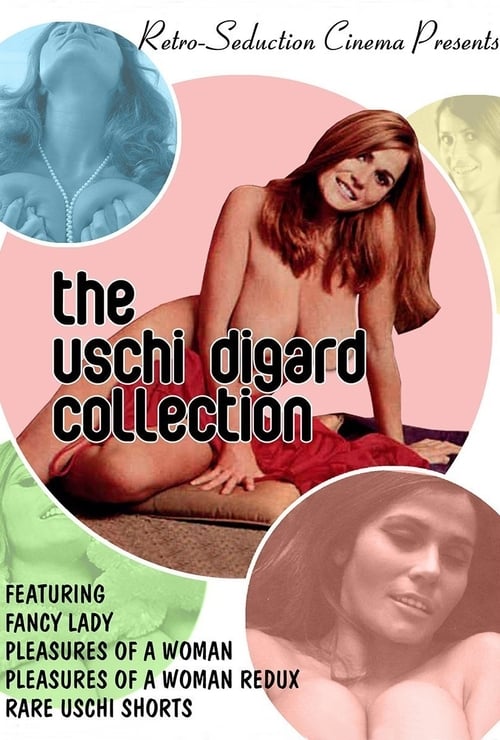 Retro-Seduction Cinema Presents
the
uschi digard
collection
FEATURING
FANCY LADY
PLEASURES OF A WOMAN
PLEASURES OF A WOMAN REDUX
RARE USCHI SHORTS